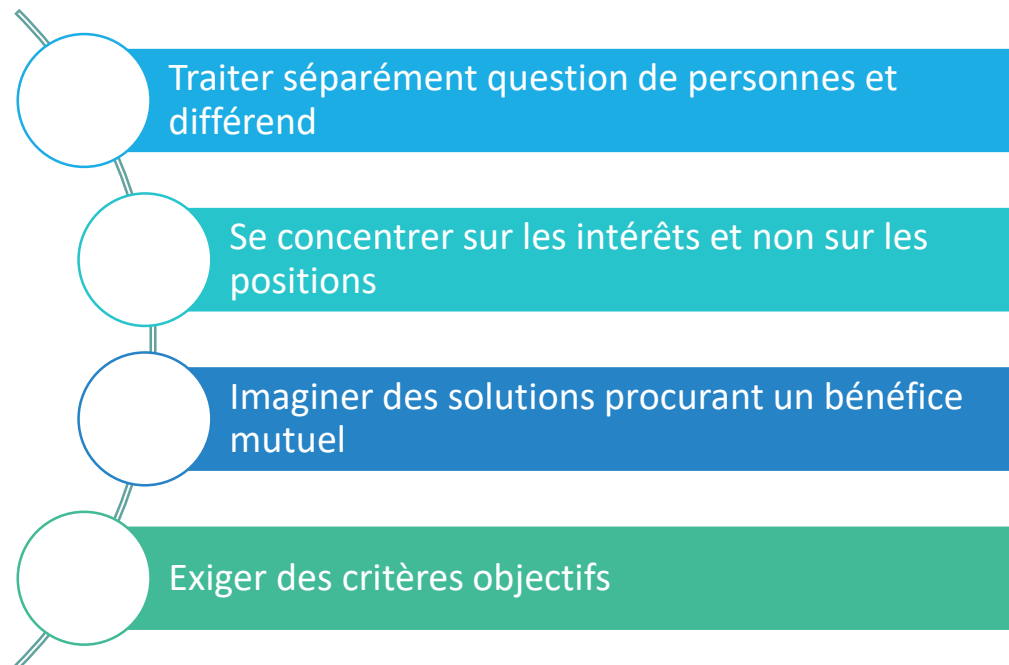 Traiter séparément question de personnes et
différend
Se concentrer sur les intérêts et non sur les
positions
Imaginer des solutions procurant un bénéfice
mutuel
Exiger des critères objectifs